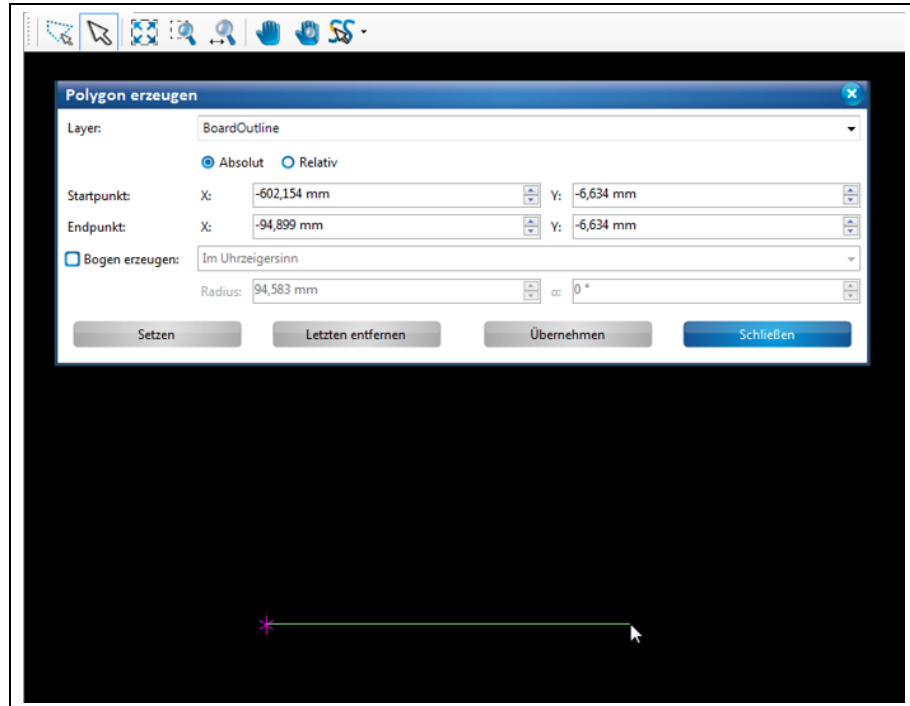 Polygon erzeugen
Layer: BoardOutline
Absolut Relativ
Startpunkt: X: -602,154 mm Y: -6,634 mm
Endpunkt: X: -94,899 mm Y: -6,634 mm
Bogen erzeugen: Im Uhrzeigersinn
Radius: 94,583 mm α: 0 °
Setzen Letzten entfernen Übernehmen Schließen